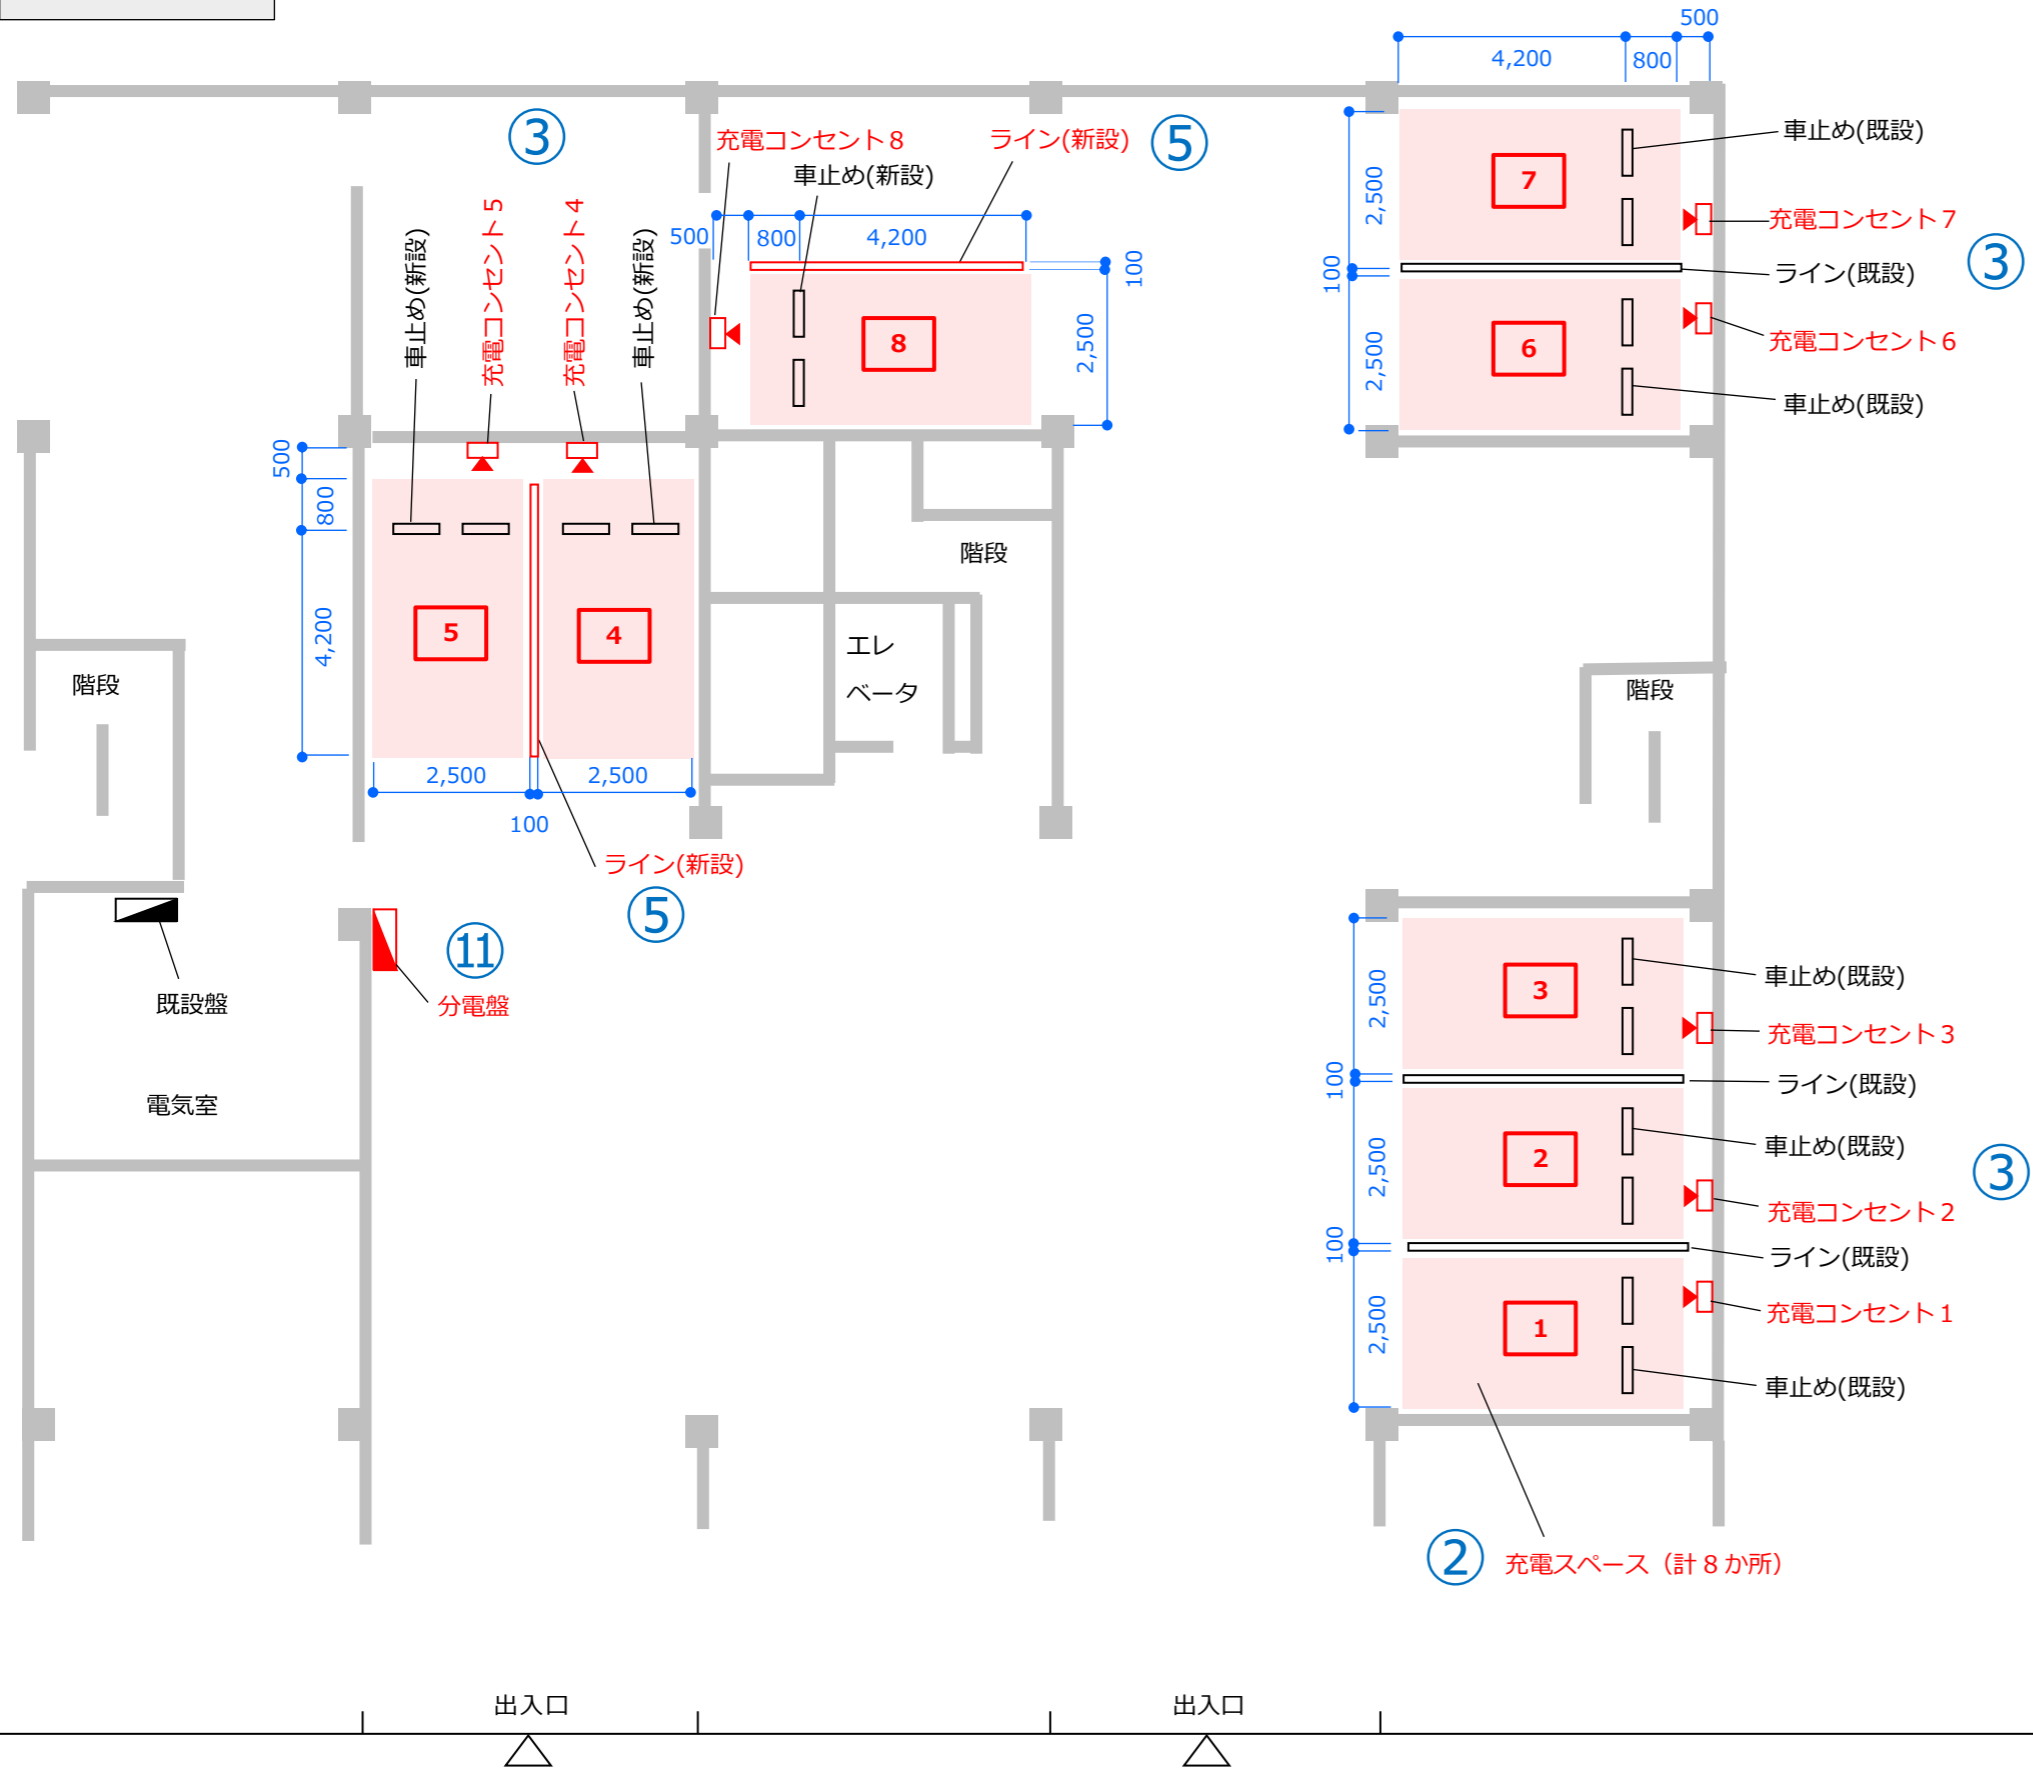 500
4,200
800
③
充電コンセント８
ライン(新設)
⑤
車止め(新設)
車止め(既設)
2,500
7
充電コンセント７
③
ライン(既設)
100
2,500
6
充電コンセント６
車止め(既設)
車止め(新設)
充電コンセント５
充電コンセント４
車止め(新設)
500
800
4,200
100
2,500
8
500
800
4,200
5
4
2,500
2,500
100
ライン(新設)
⑤
階段
エレ
ベータ
階段
階段
既設盤
⑪
分電盤
電気室
2,500
3
車止め(既設)
充電コンセント３
100
ライン(既設)
2,500
2
車止め(既設)
③
充電コンセント２
100
ライン(既設)
2,500
1
充電コンセント１
車止め(既設)
②
充電スペース（計８か所）
出入口
出入口